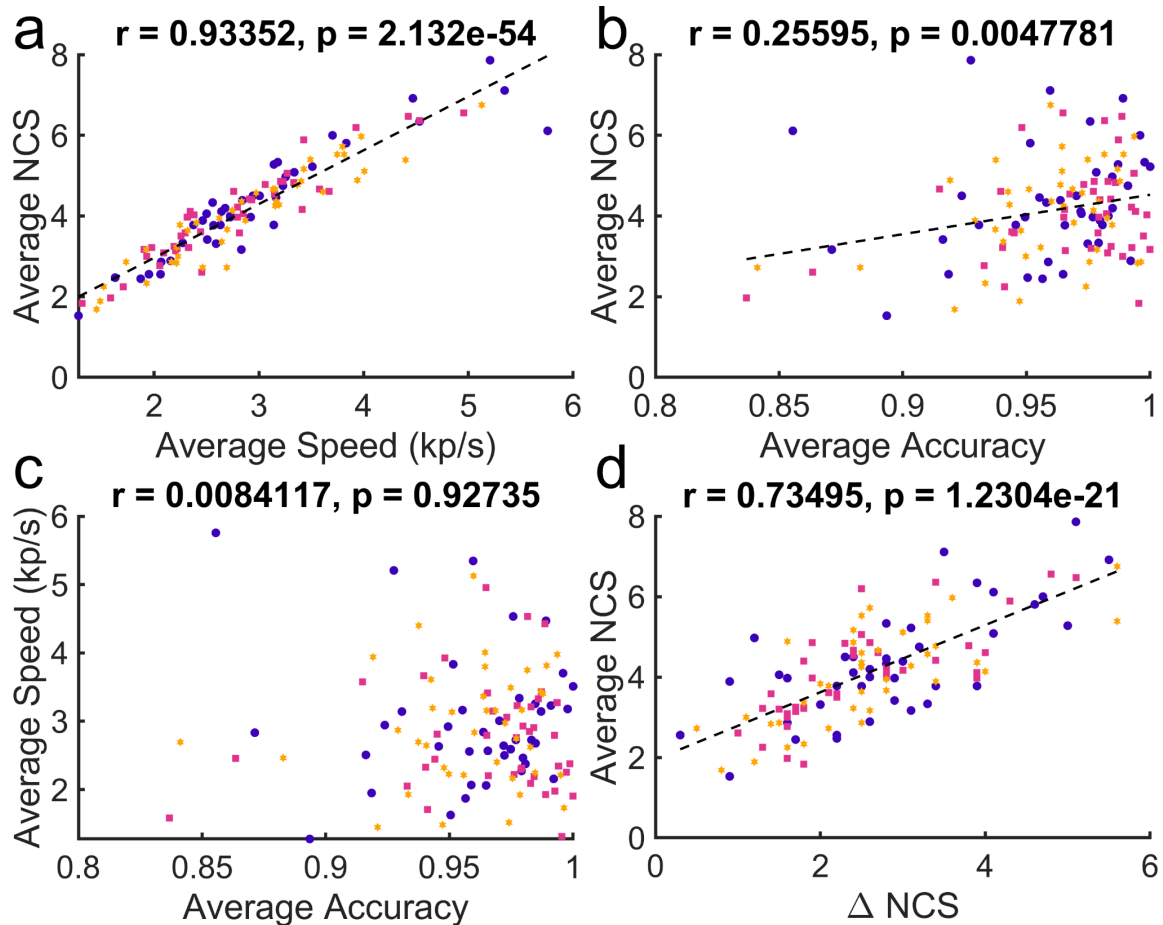 a
r = 0.93352, p = 2.132e-54
8
6
4
2
0
Average NCS
2 3 4 5 6
Average Speed (kp/s)
b
r = 0.25595, p = 0.0047781
8
6
4
2
0
Average NCS
0.8 0.85 0.9 0.95 1
Average Accuracy
c
r = 0.0084117, p = 0.92735
6
5
4
3
2
Average Speed (kp/s)
0.8 0.85 0.9 0.95 1
Average Accuracy
d
r = 0.73495, p = 1.2304e-21
8
6
4
2
0
Average NCS
0 2 4 6
Δ NCS